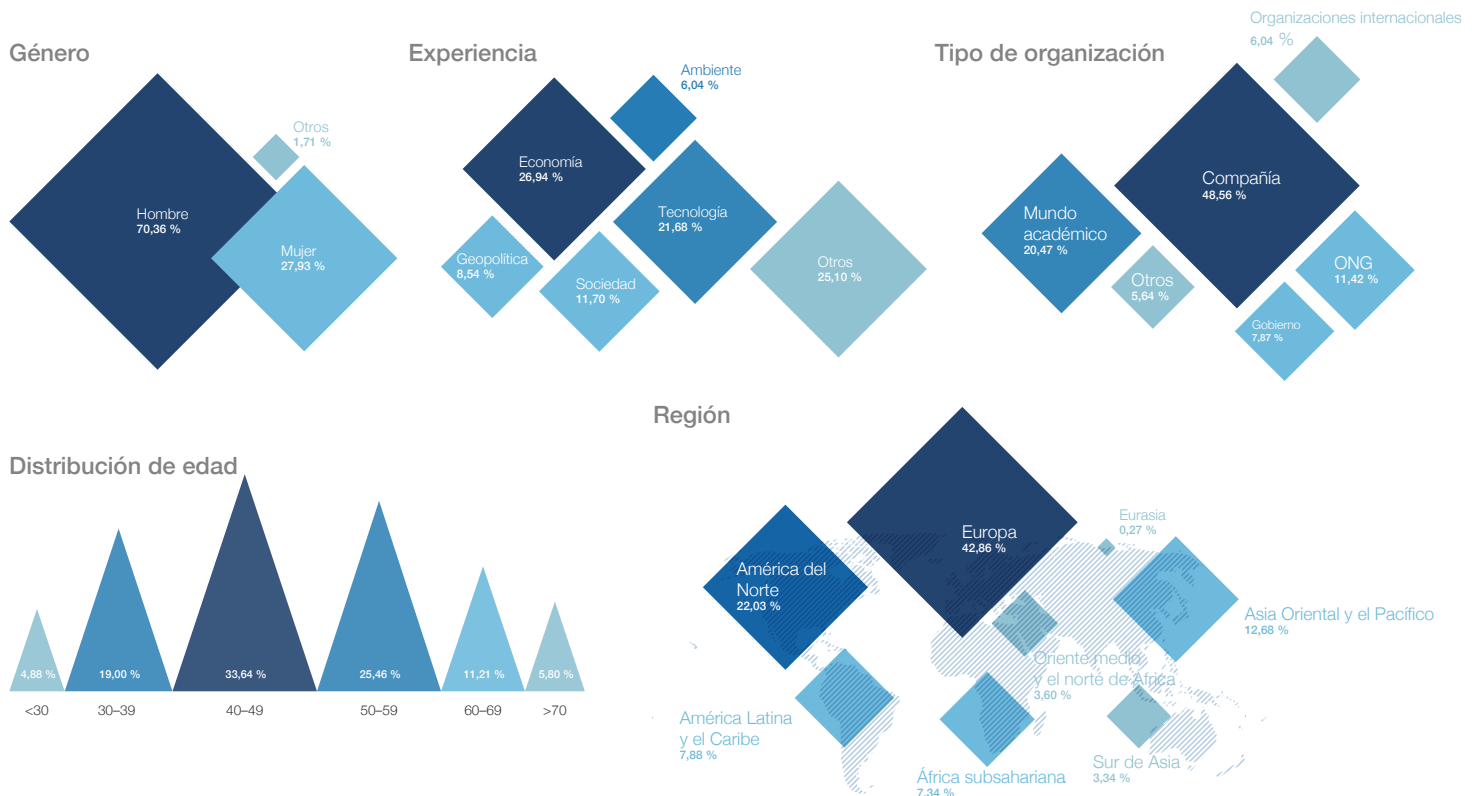 Género
Hombre
70,36 %
Otros
1,71 %
Mujer
27,93 %
Experiencia
Ambiente
6,04 %
Economía
26,94 %
Tecnología
21,68 %
Geopolítica
8,54 %
Sociedad
11,70 %
Otros
25,10 %
Tipo de organización
Organizaciones internacionales
6,04 %
Compañía
48,56 %
Mundo
académico
20,47 %
Otros
5,64 %
ONG
11,42 %
Gobierno
7,87 %
Distribución de edad
4,88 %
19,00 %
33,64 %
25,46 %
11,21 %
5,80 %
<30
30–39
40–49
50–59
60–69
>70
Región
Europa
42,86 %
Eurasia
0,27 %
América del
Norte
22,03 %
Asia Oriental y el Pacífico
12,68 %
Oriente medio
y el norté de Africa
3,60 %
América Latina
y el Caribe
7,88 %
África subsahariana
7,34 %
Sur de Asia
3,34 %